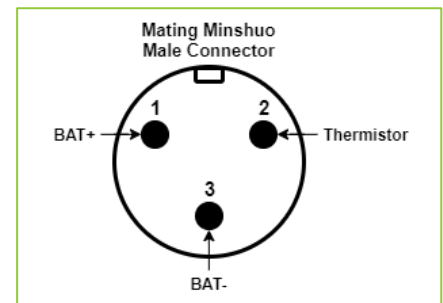 Mating Minshuo
Male Connector
1
2
BAT+
Thermistor
3
BAT-